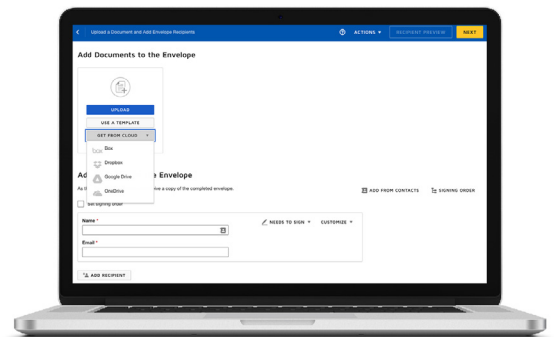 Upload a Document and Add Envelope Recipients
ACTIONS
RECIPIENT PREVIEW
NEXT
Add Documents to the Envelope
UPLOAD
USE A TEMPLATE
GET FROM CLOUD
box Box
Dropbox
Google Drive
OneDrive
Ad Envelope
As ive a copy of the completed envelope.
ADD FROM CONTACTS
SIGNING ORDER
Set signing order
Name *
NEEDS TO SIGN
CUSTOMIZE
Email *
ADD RECIPIENT